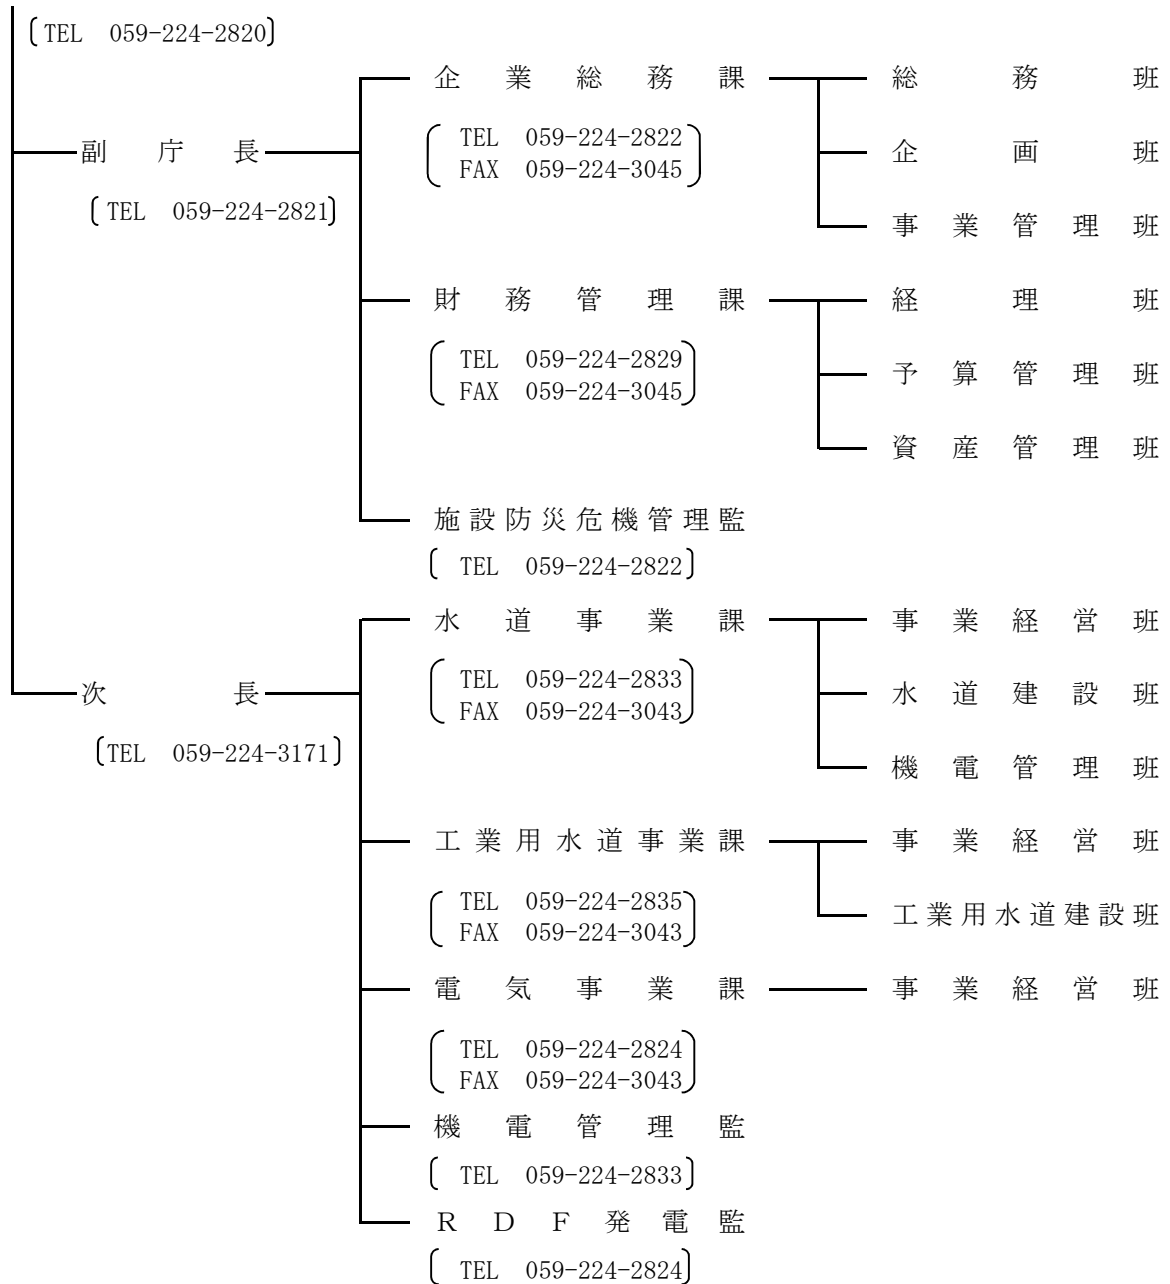 TEL 059-224-2820
企業総務課 総務班
TEL 059-224-2822
FAX 059-224-3045
副庁長 企画班
TEL 059-224-2821
事業管理班
財務管理課 経理班
TEL 059-224-2829
FAX 059-224-3045
予算管理班
資産管理班
施設防災危機管理監
TEL 059-224-2822
水道事業課 事業経営班
TEL 059-224-2833
FAX 059-224-3043
次長 水道建設班
TEL 059-224-3171
機電管理班
工業用水道事業課 事業経営班
TEL 059-224-2835
FAX 059-224-3043
工業用水道建設班
電気事業課 事業経営班
TEL 059-224-2824
FAX 059-224-3043
機電管理監
TEL 059-224-2833
ＲＤＦ発電監
TEL 059-224-2824